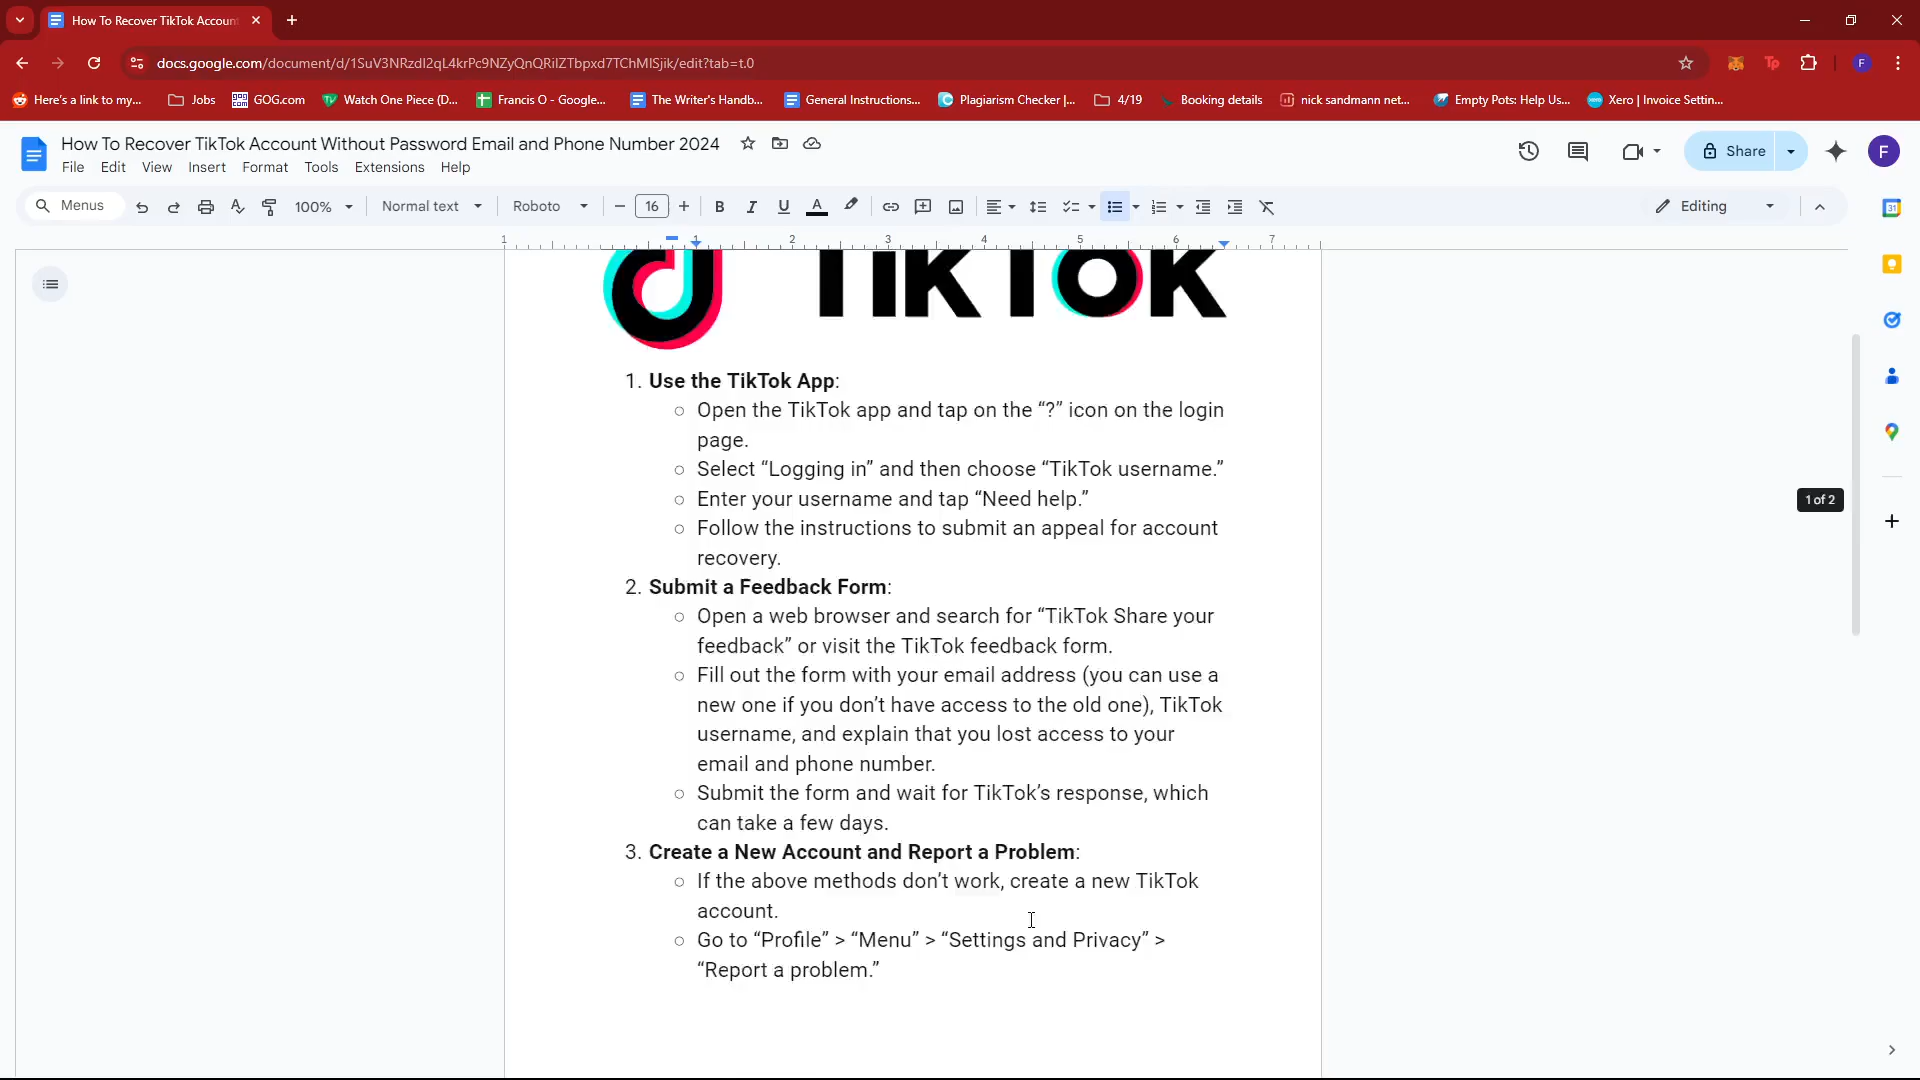 How To Recover TikTok Accoun
docs.google.com/document/d/1SuV3NRzdI2qL4krPc9NZyQnQRilZTbpxd7TChMlSjik/edit?tab=t.0
Here's a link to my...
Jobs
GOG.com
Watch One Piece (D...
Francis O - Google...
The Writer's Handb...
General Instructions...
Plagiarism Checker |...
4/19
Booking details
nick sandmann net...
Empty Pots: Help Us...
Xero | Invoice Settin...
How To Recover TikTok Account Without Password Email and Phone Number 2024
Share
F
File Edit View Insert Format Tools Extensions Help
Menus
100%
Normal text
Roboto
16
B I U A
Editing
1 1 2 3 4 5 6 7
TikTok
1. Use the TikTok App:
○ Open the TikTok app and tap on the “?” icon on the login
page.
○ Select “Logging in” and then choose “TikTok username.”
○ Enter your username and tap “Need help.”
○ Follow the instructions to submit an appeal for account
recovery.
2. Submit a Feedback Form:
○ Open a web browser and search for “TikTok Share your
feedback” or visit the TikTok feedback form.
○ Fill out the form with your email address (you can use a
new one if you don’t have access to the old one), TikTok
username, and explain that you lost access to your
email and phone number.
○ Submit the form and wait for TikTok’s response, which
can take a few days.
3. Create a New Account and Report a Problem:
○ If the above methods don’t work, create a new TikTok
account.
○ Go to “Profile” > “Menu” > “Settings and Privacy” >
“Report a problem.”
1 of 2